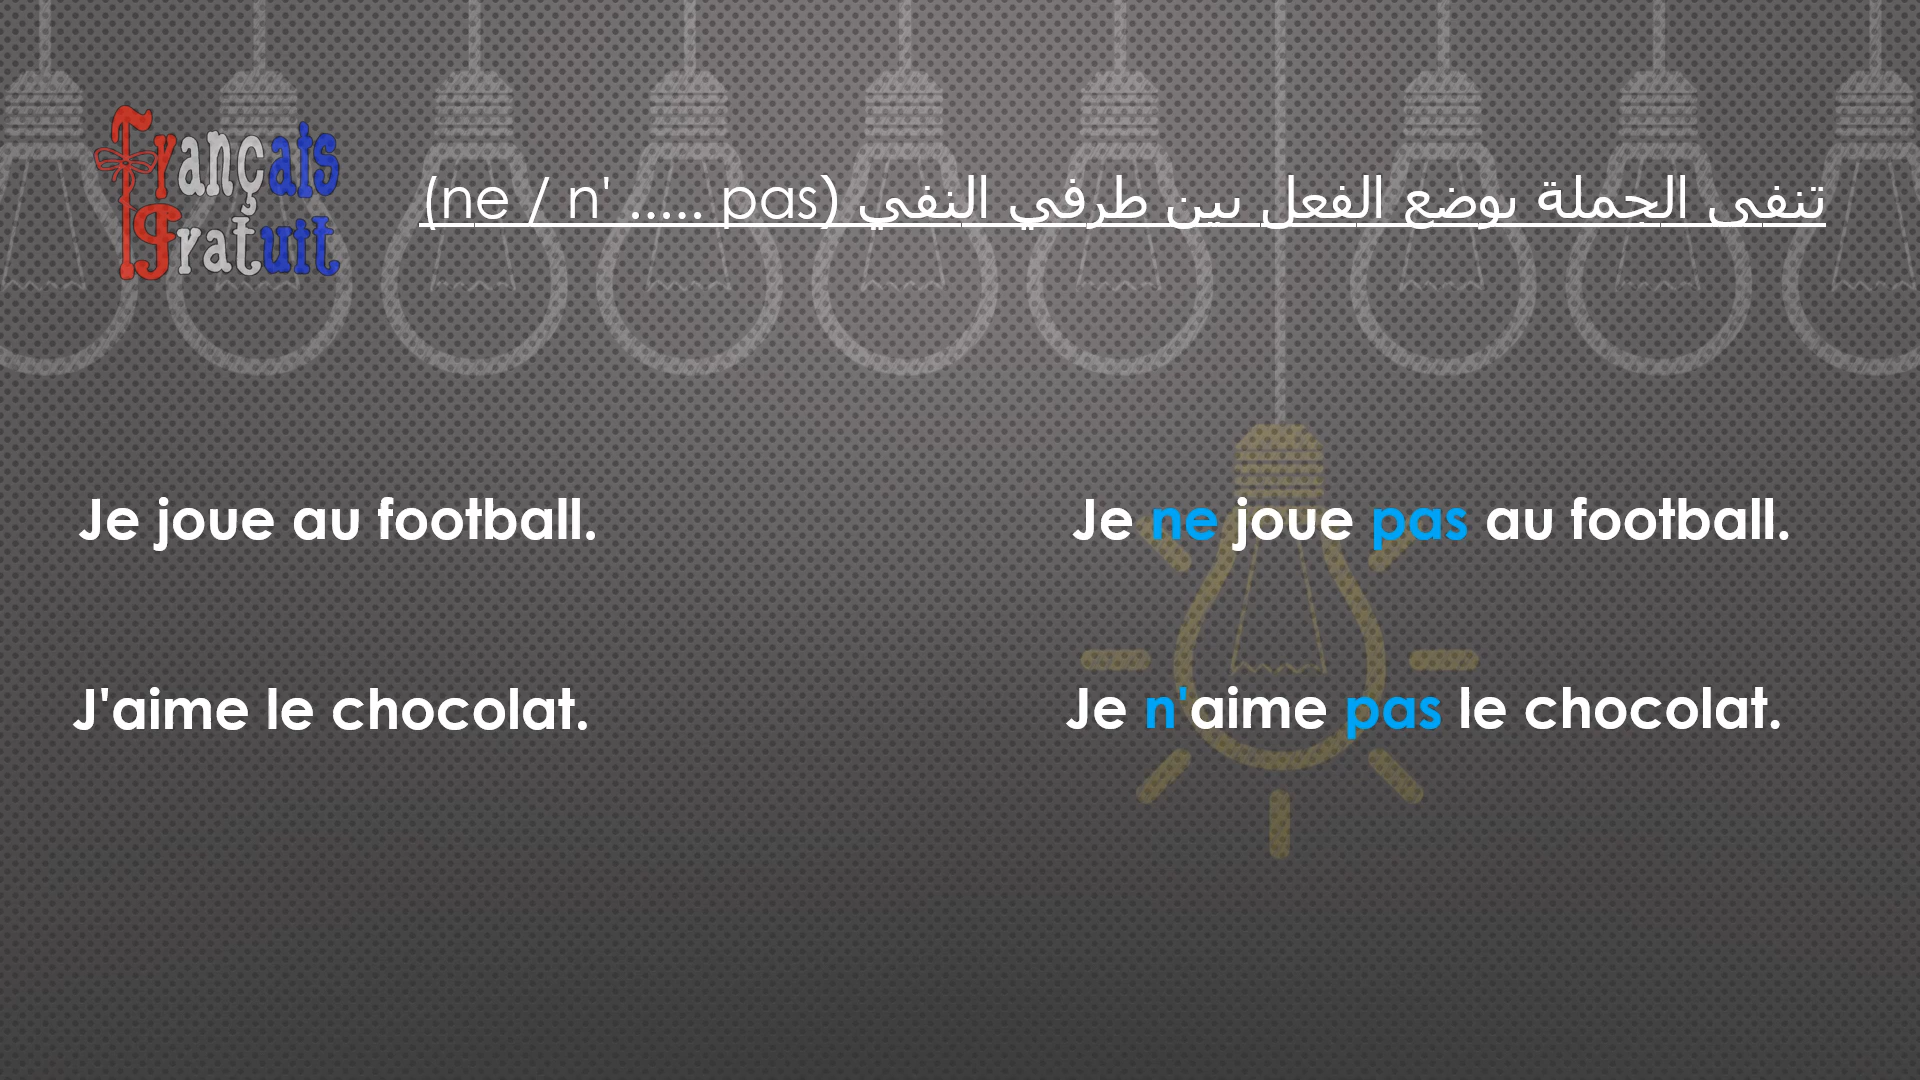 Français
Gratuit
تنفى الجملة بوضع الفعل بين طرفي النفي (ne / n' ..... pas)
Je joue au football.
Je ne joue pas au football.
J'aime le chocolat.
Je n'aime pas le chocolat.